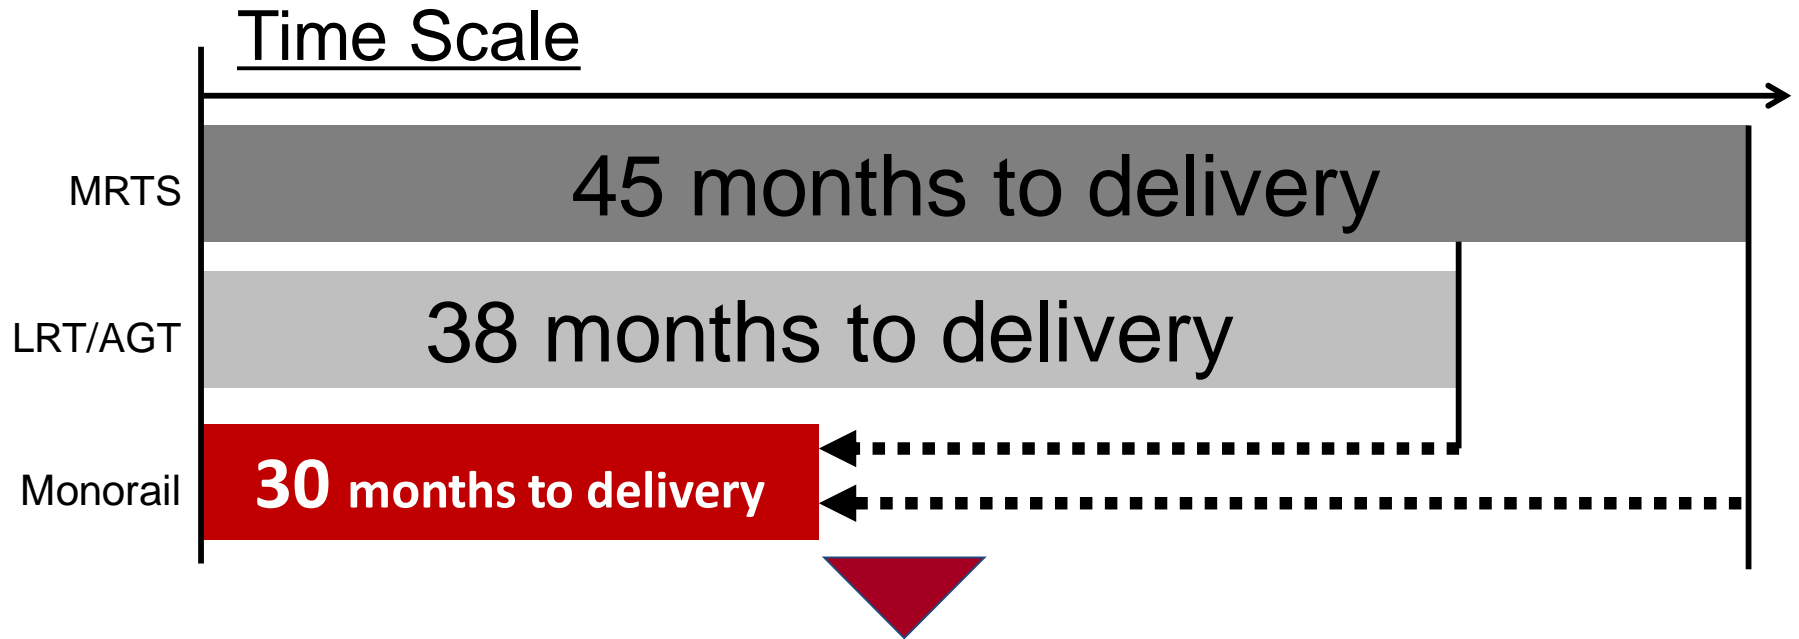 Time Scale
MRTS
45 months to delivery
LRT/AGT
38 months to delivery
Monorail
30 months to delivery